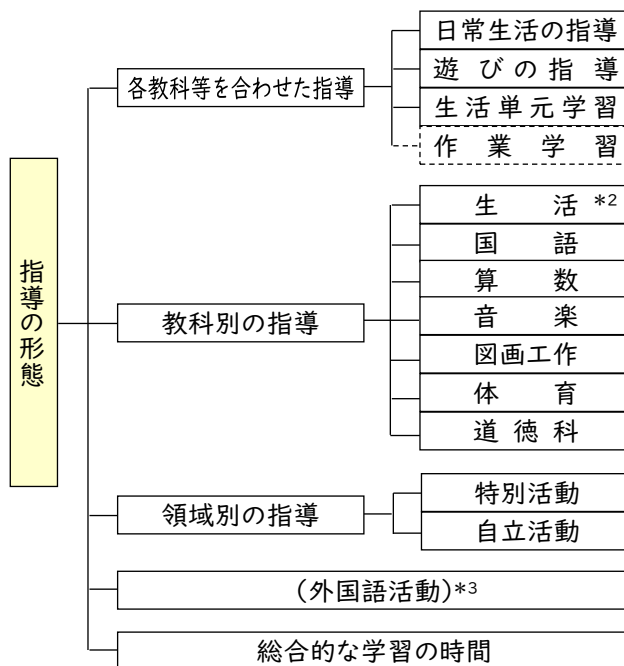 指導の形態
各教科等を合わせた指導
日常生活の指導
遊びの指導
生活単元学習
作業学習
教科別の指導
生活 *2
国語
算数
音楽
図画工作
体育
道徳科
領域別の指導
特別活動
自立活動
(外国語活動)*3
総合的な学習の時間